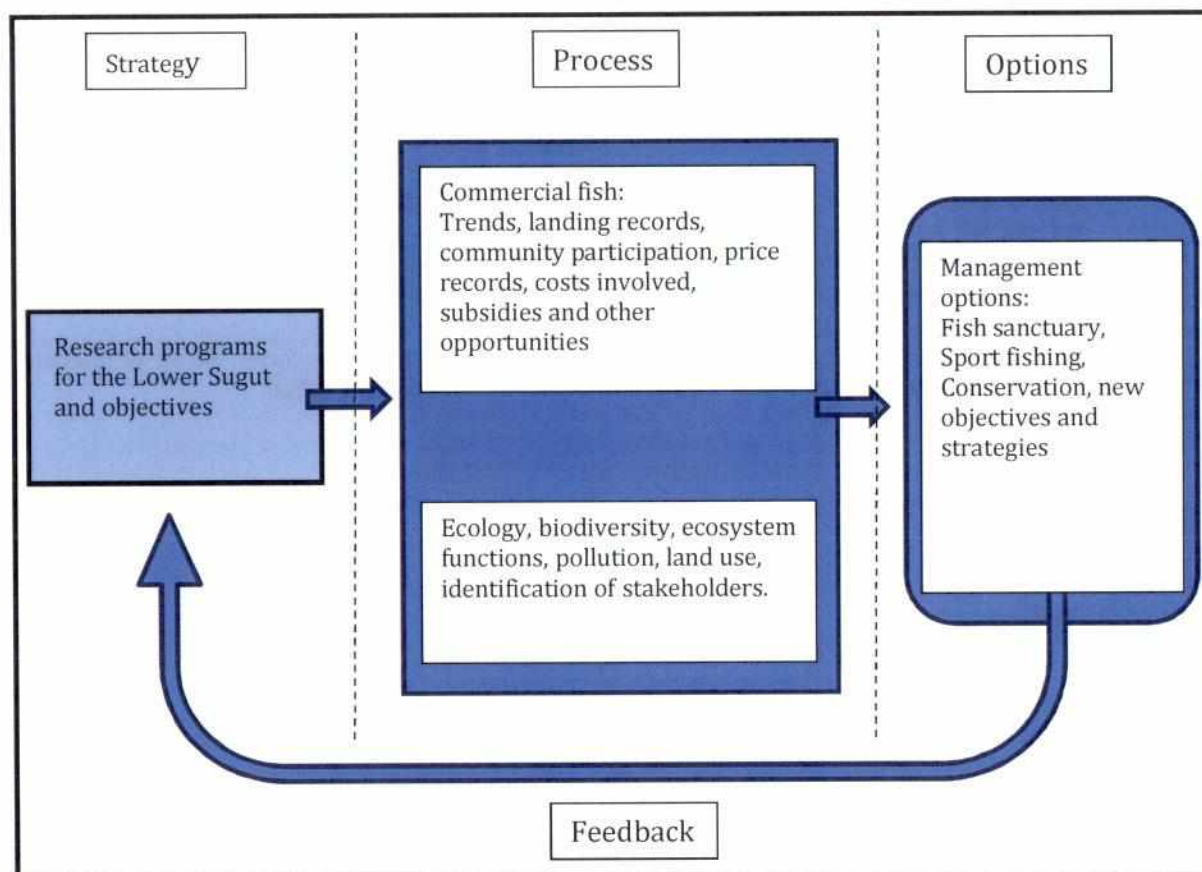 Strategy
Process
Options
Commercial fish:
Trends, landing records,
community participation, price
records, costs involved,
subsidies and other
opportunities
Management
options:
Fish sanctuary,
Sport fishing,
Conservation, new
objectives and
strategies
Research programs
for the Lower Sugut
and objectives
Ecology, biodiversity, ecosystem
functions, pollution, land use,
identification of stakeholders.
Feedback